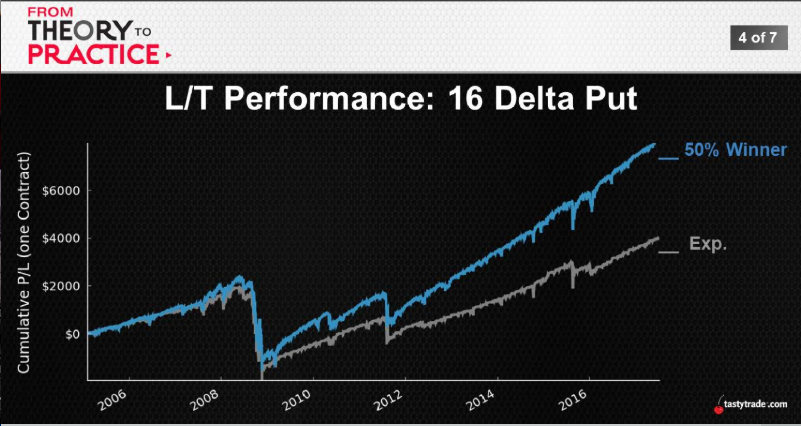 FROM
THEORY TO
PRACTICE
4 of 7
L/T Performance: 16 Delta Put
Cumulative P/L (one Contract)
$6000
$4000
$2000
$0
2006
2008
2010
2012
2014
2016
50% Winner
Exp.
tastytrade.com